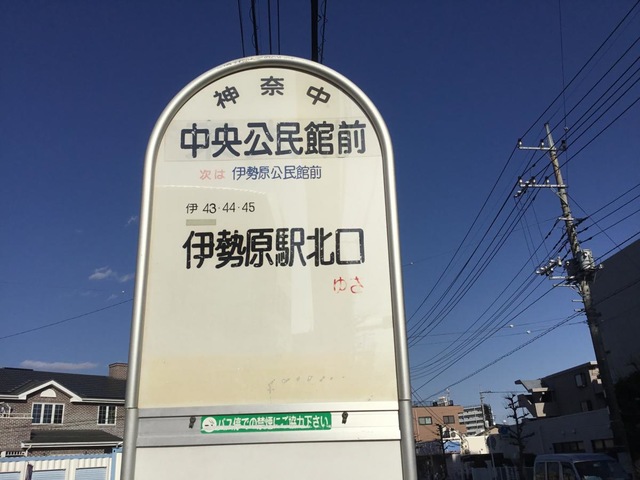 神奈中
中央公民館前
次は 伊勢原公民館前
伊 43・44・45
伊勢原駅北口
ゆき
バス停での禁煙にご協力下さい。